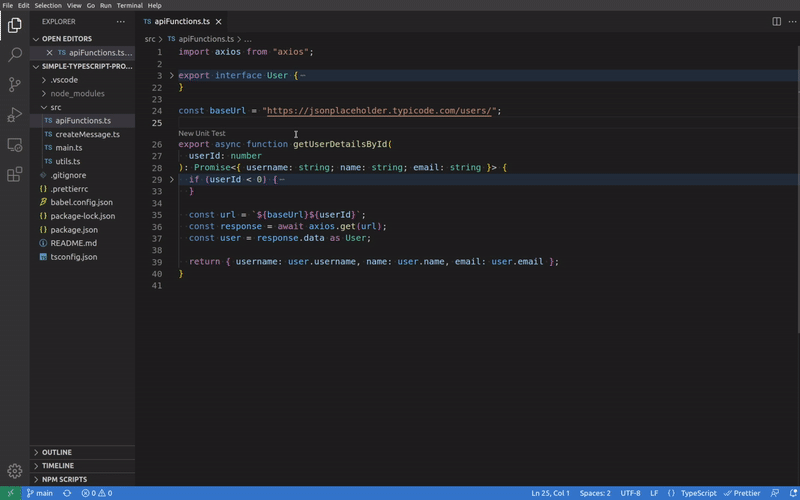 File Edit Selection View Go Run Terminal Help
EXPLORER ···
TS apiFunctions.ts ×
OPEN EDITORS
× TS apiFunctions.ts...
SIMPLE-TYPESCRIPT-PRO...
.vscode
node_modules
src
TS apiFunctions.ts
TS createMessage.ts
TS main.ts
TS utils.ts
.gitignore
{} .prettierrc
babel.config.json
{} package-lock.json
{} package.json
README.md
tsconfig.json
OUTLINE
TIMELINE
NPM SCRIPTS
src > TS apiFunctions.ts > ...
1 import axios from "axios";
2
3 export interface User {···
22 }
23
24 const baseUrl = "https://jsonplaceholder.typicode.com/users/";
25
New Unit Test
26 export async function getUserDetailsById(
27 userId: number
28 ): Promise<{ username: string; name: string; email: string }> {
29 if (userId < 0) {···
33 }
34
35 const url = `${baseUrl}${userId}`;
36 const response = await axios.get(url);
37 const user = response.data as User;
38
39 return { username: user.username, name: user.name, email: user.email };
40 }
41
main 0 0 Ln 25, Col 1 Spaces: 2 UTF-8 LF {} TypeScript Prettier